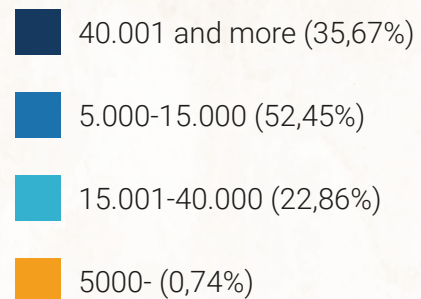 40.001 and more (35,67%)
5.000-15.000 (52,45%)
15.001-40.000 (22,86%)
5000- (0,74%)